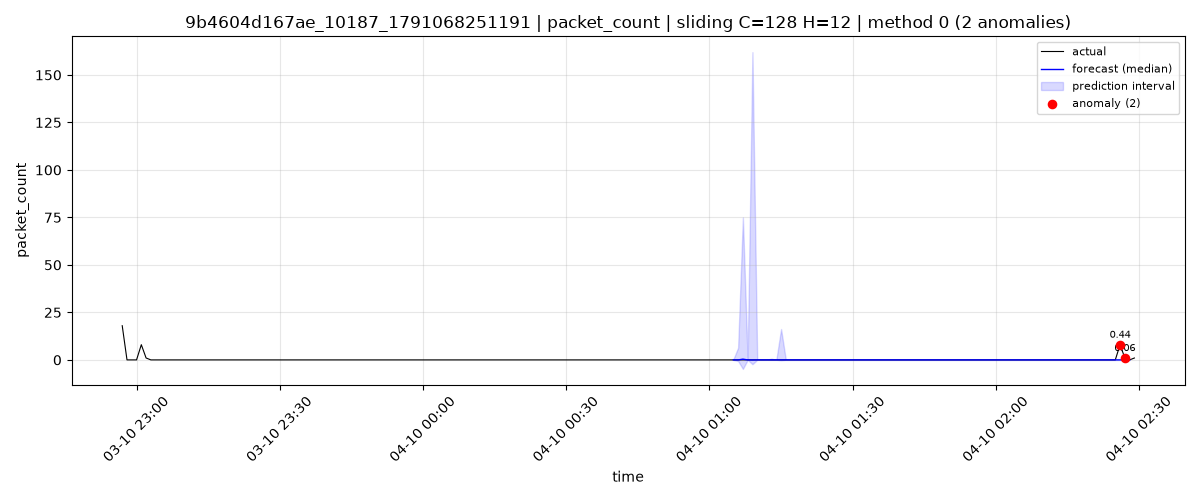 9b4604d167ae_10187_1791068251191 | packet_count | sliding C=128 H=12 | method 0 (2 anomalies)
actual
forecast (median)
prediction interval
anomaly (2)
packet_count
150
125
100
75
50
25
0
0.44
03-10 23:00
03-10 23:30
04-10 00:00
04-10 00:30
04-10 01:00
04-10 01:30
04-10 02:00
04-10 02:30
time